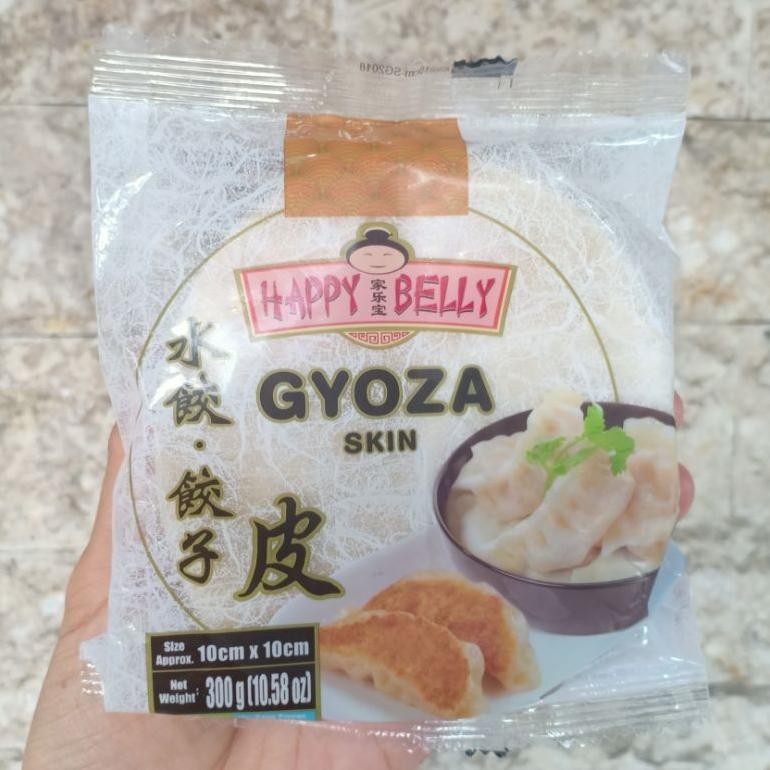 HAPPY 家乐宝 BELLY
GYOZA
SKIN
水餃·餃子
皮
Size Approx. 10cm x 10cm
Net Weight: 300 g (10.58 oz)